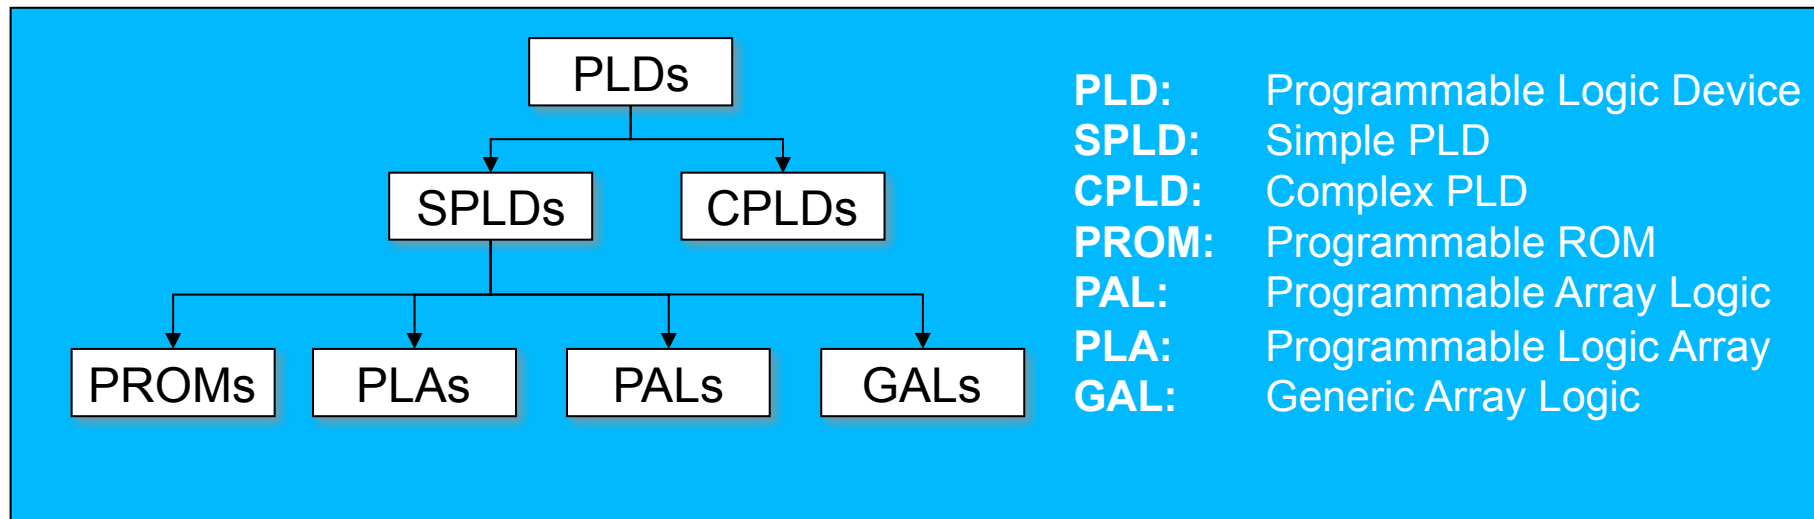 PLDs
SPLDs
CPLDs
PROMs
PLAs
PALs
GALs
PLD: Programmable Logic Device
SPLD: Simple PLD
CPLD: Complex PLD
PROM: Programmable ROM
PAL: Programmable Array Logic
PLA: Programmable Logic Array
GAL: Generic Array Logic